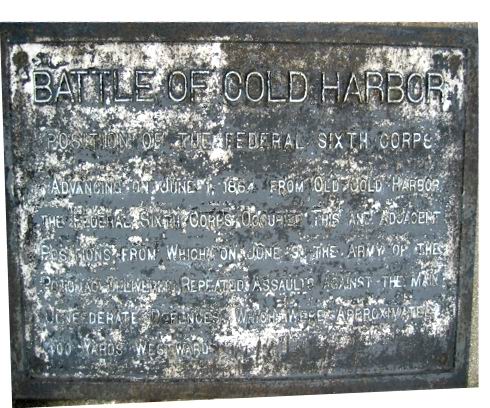 BATTLE OF COLD HARBOR
POSITION OF THE FEDERAL SIXTH CORPS
ADVANCING ON JUNE 1, 1864 FROM OLD COLD HARBOR
THE FEDERAL SIXTH CORPS OCCUPIED THIS AND ADJACENT
POSITIONS FROM WHICH ON JUNE 3, THE ARMY OF THE
POTOMAC DELIVERED REPEATED ASSAULTS AGAINST THE MAIN
CONFEDERATE DEFENCES, WHICH WERE APPROXIMATELY
YARDS WESTWARD